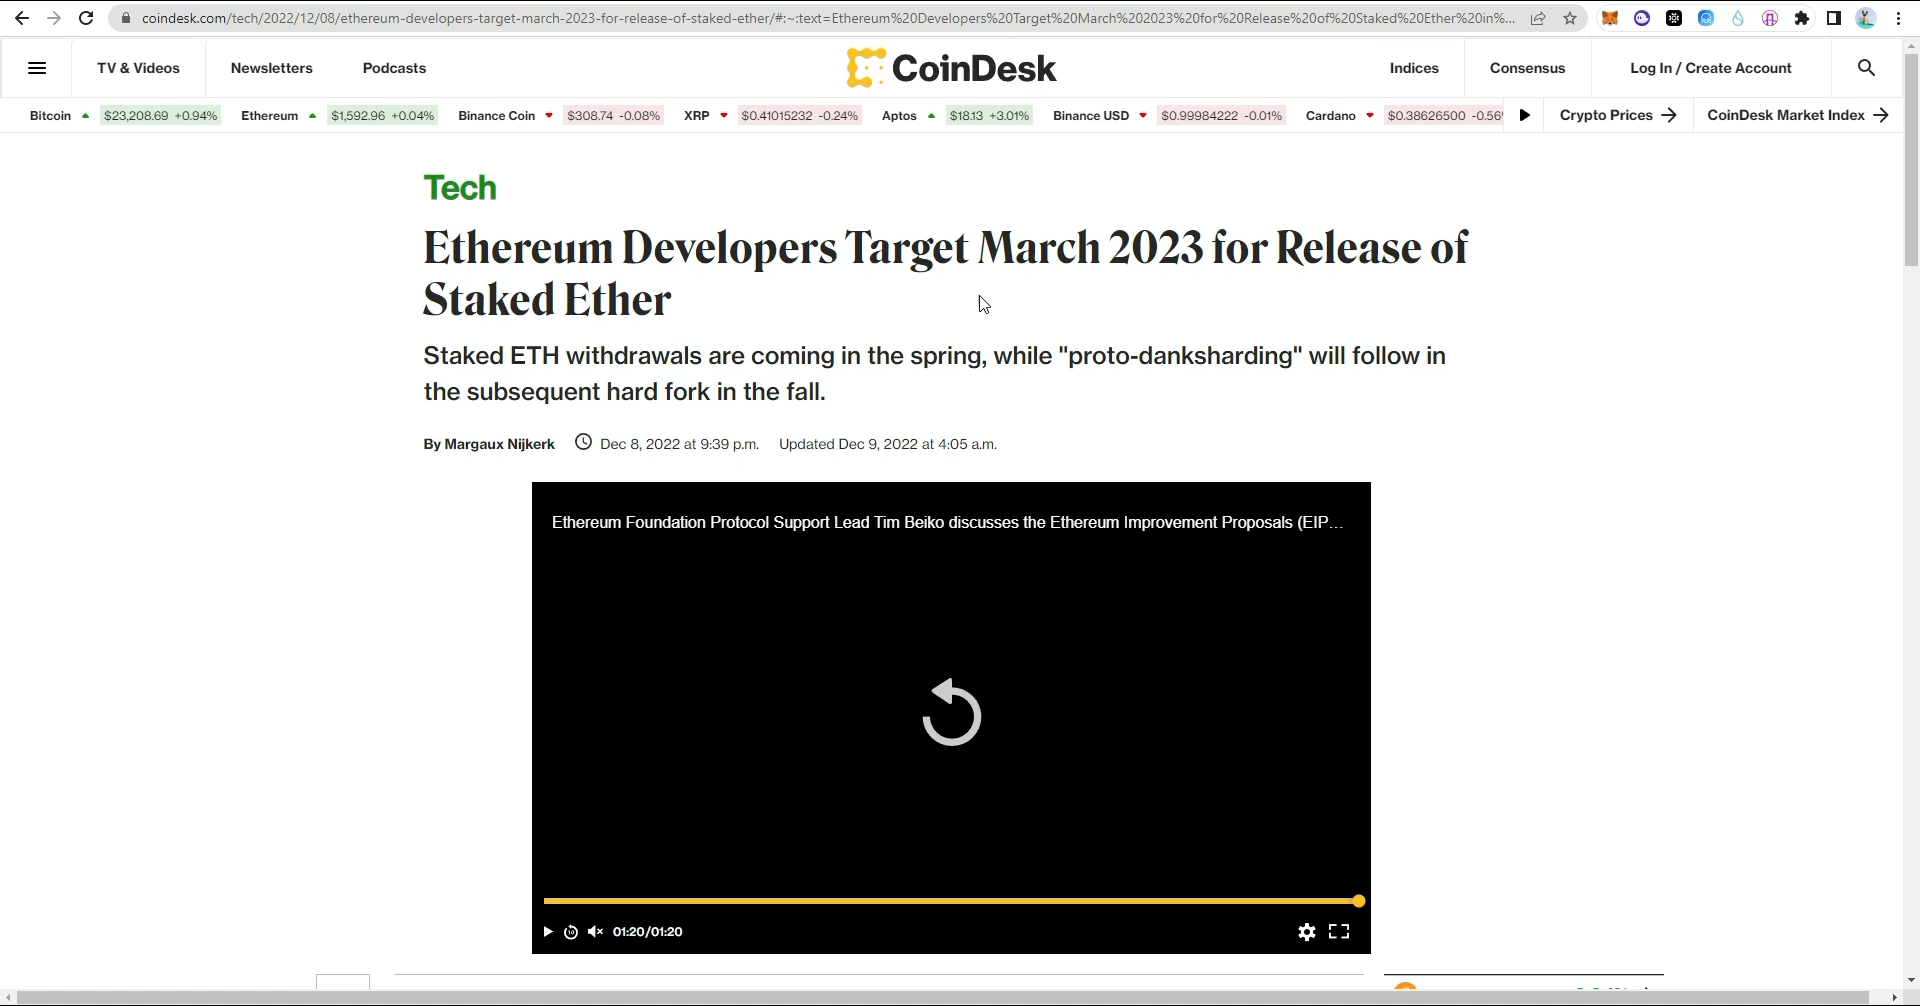 coindesk.com/tech/2022/12/08/ethereum-developers-target-march-2023-for-release-of-staked-ether/#:~:text=Ethereum%20Developers%20Target%20March%202023%20for%20Release%20of%20Staked%20Ether%20in%...
TV & Videos Newsletters Podcasts CoinDesk Indices Consensus Log In / Create Account
Bitcoin $23,208.69 +0.94% Ethereum $1,592.96 +0.04% Binance Coin $308.74 -0.08% XRP $0.41015232 -0.24% Aptos $18.13 +3.01% Binance USD $0.99984222 -0.01% Cardano $0.38626500 -0.56 Crypto Prices → CoinDesk Market Index →
Tech
Ethereum Developers Target March 2023 for Release of
Staked Ether
Staked ETH withdrawals are coming in the spring, while "proto-danksharding" will follow in
the subsequent hard fork in the fall.
By Margaux Nijkerk Dec 8, 2022 at 9:39 p.m. Updated Dec 9, 2022 at 4:05 a.m.
Ethereum Foundation Protocol Support Lead Tim Beiko discusses the Ethereum Improvement Proposals (EIP...
10 01:20/01:20